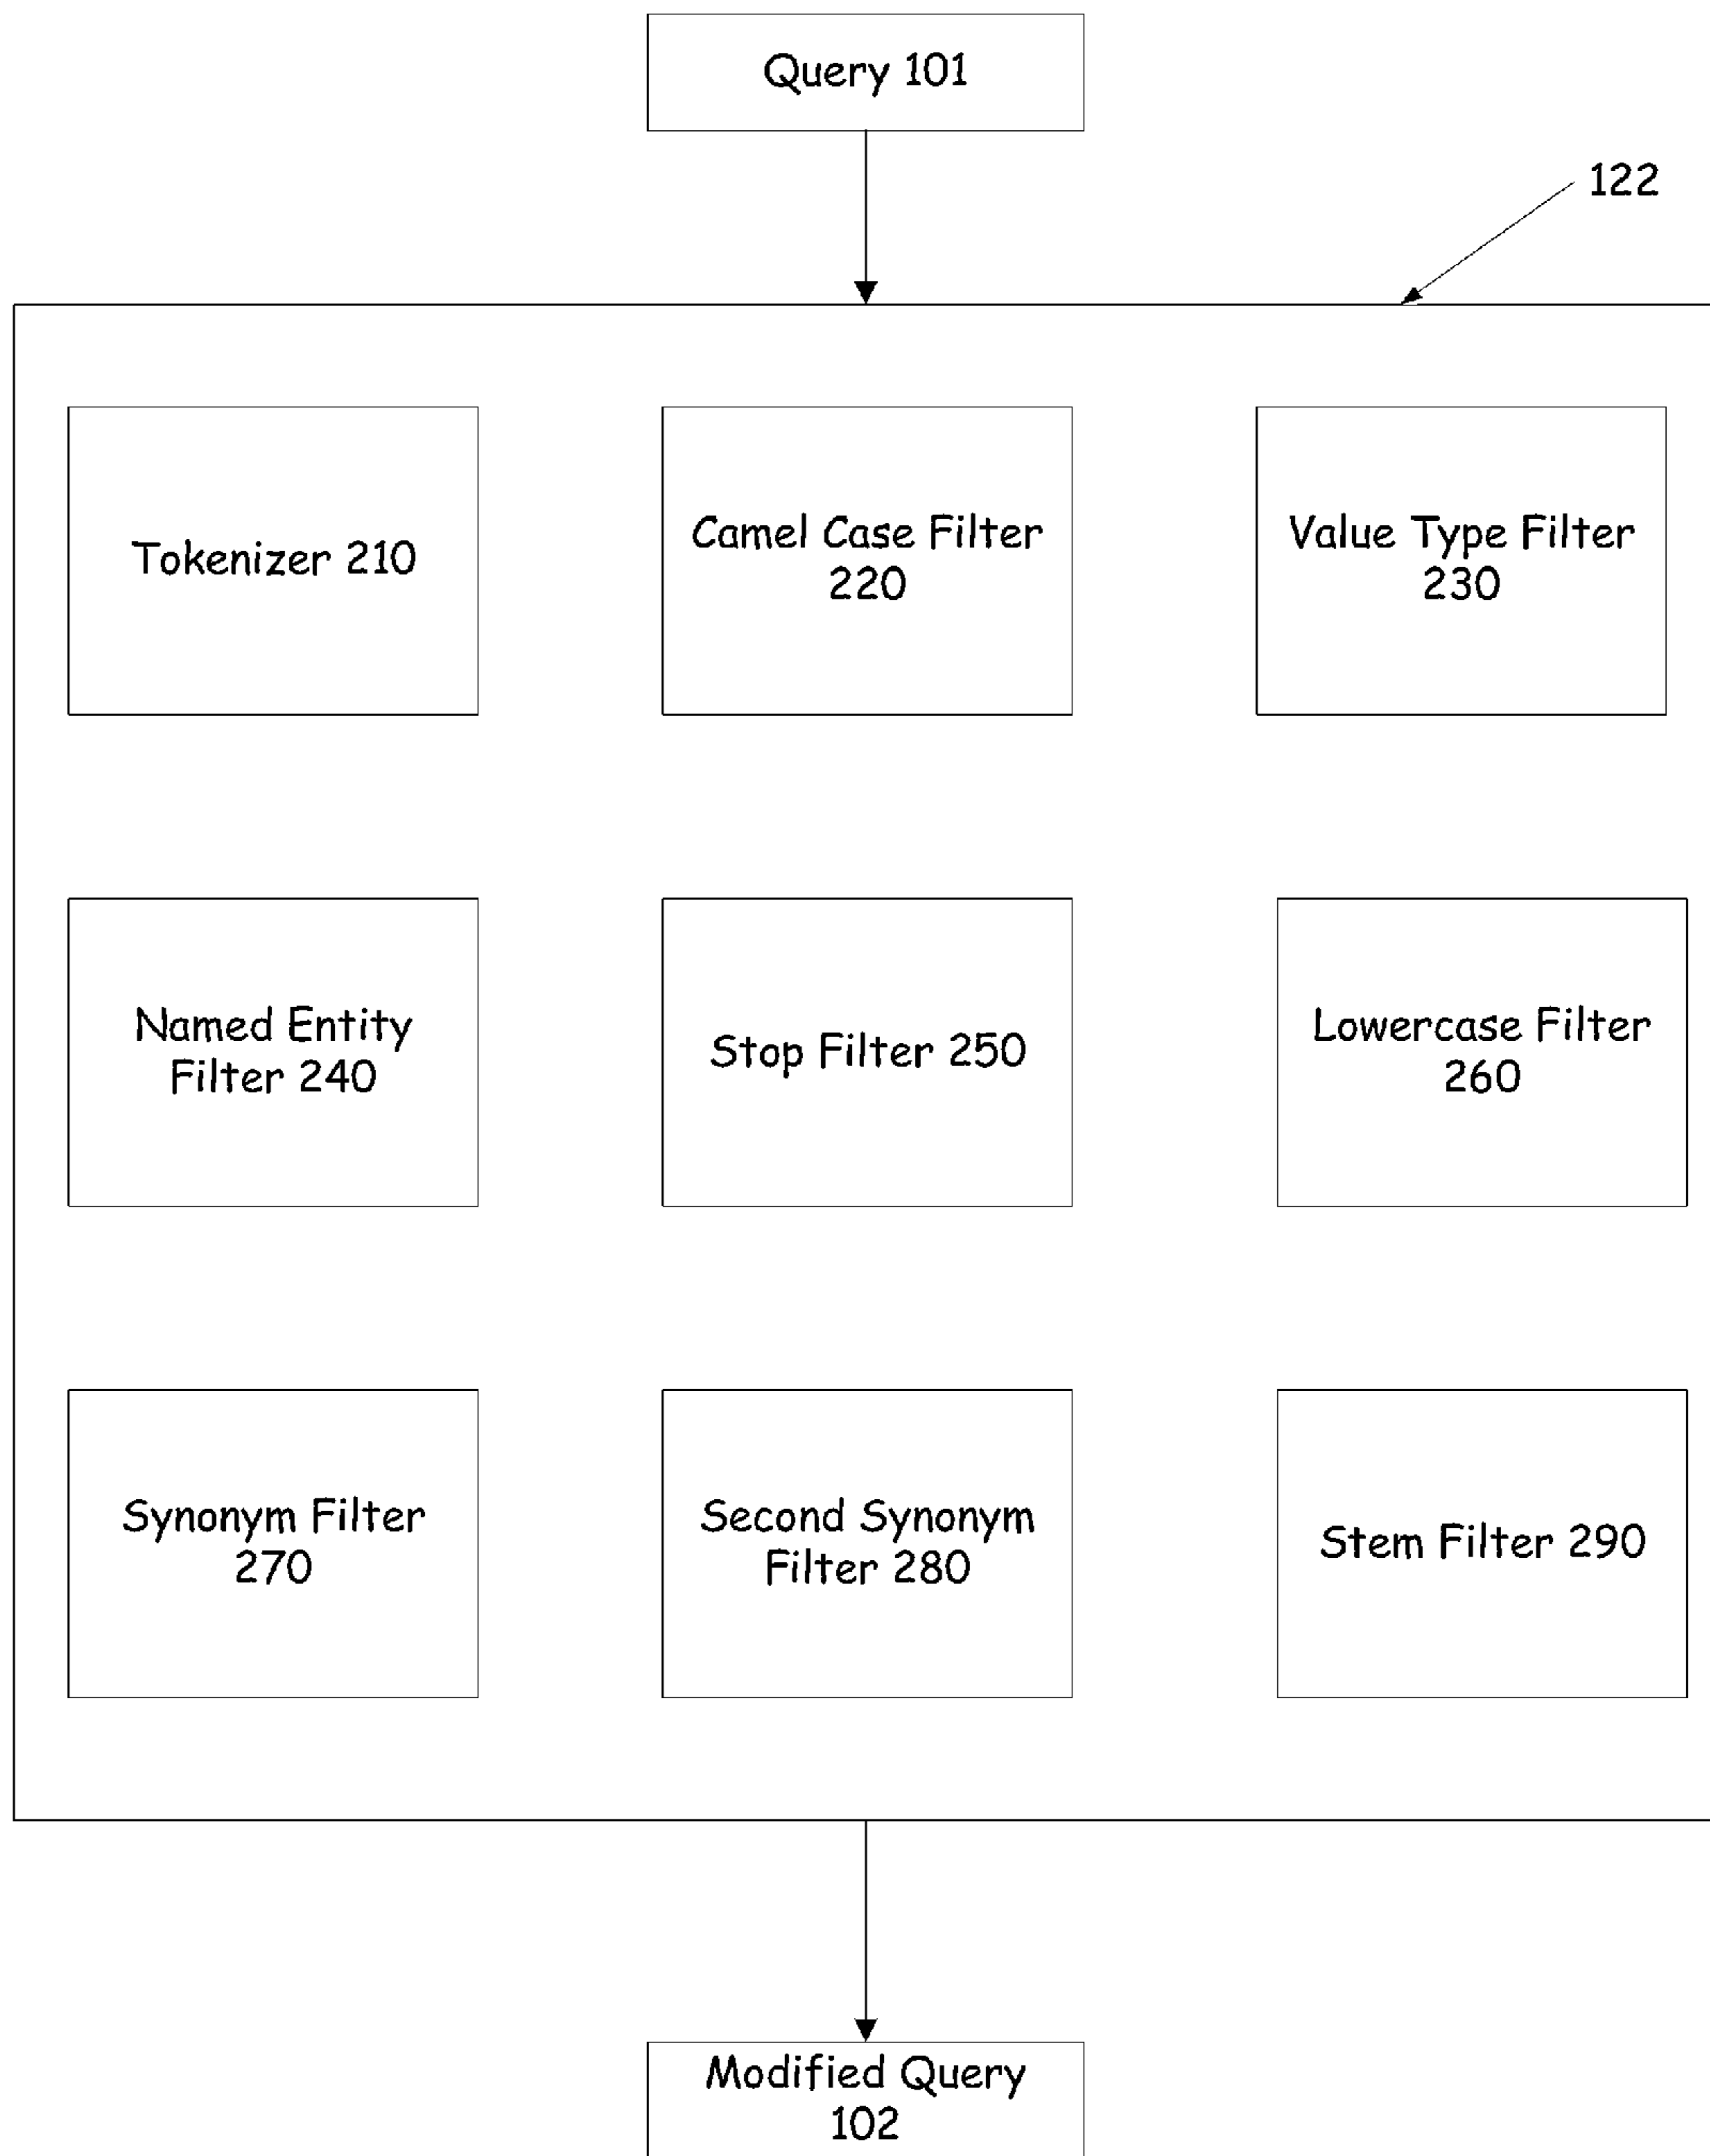 Query 101
122
Tokenizer 210
Camel Case Filter
220
Value Type Filter
230
Named Entity
Filter 240
Stop Filter 250
Lowercase Filter
260
Synonym Filter
270
Second Synonym
Filter 280
Stem Filter 290
Modified Query
102